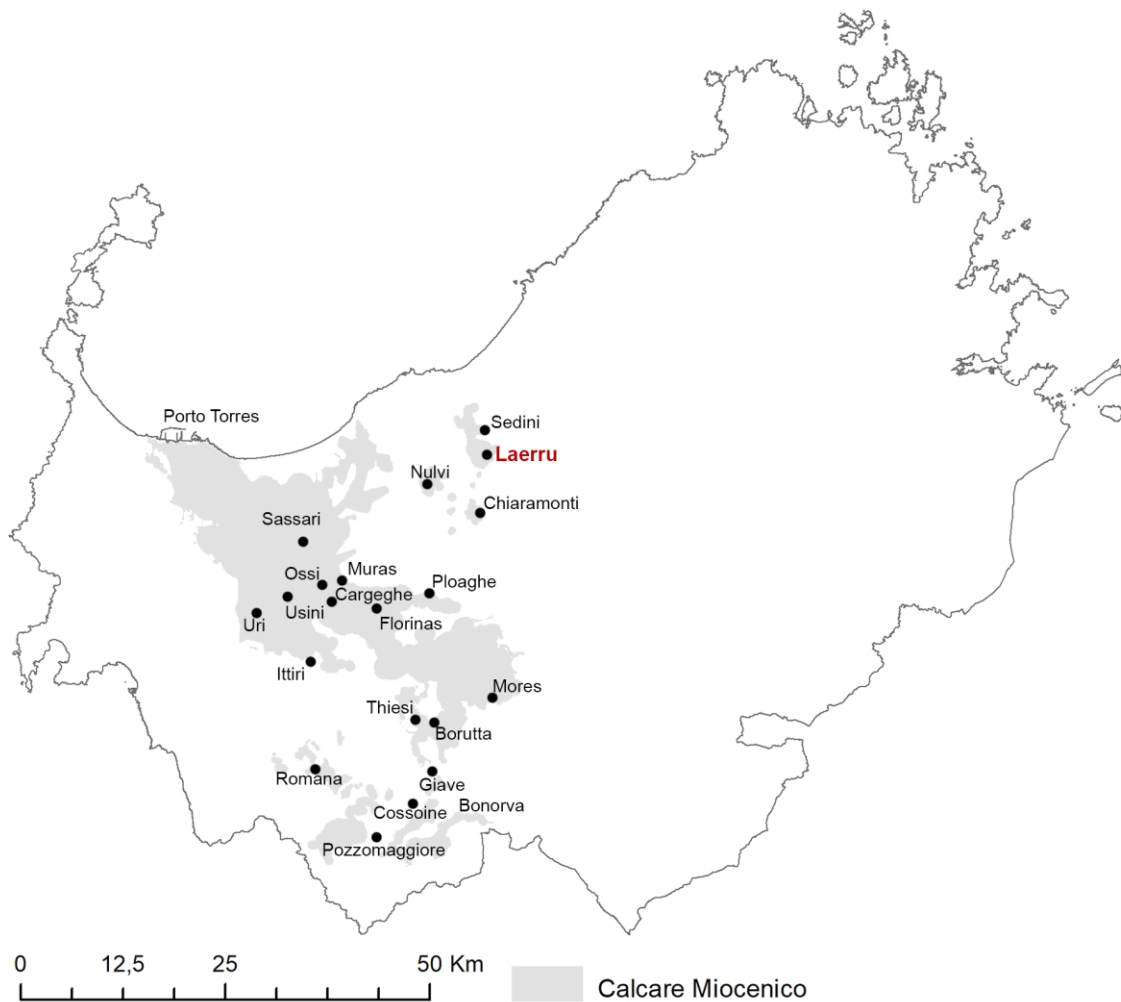 Porto Torres
Sedini
Laerru
Nulvi
Chiaramonti
Sassari
Ossi
Muras
Ploaghe
Cargeghe
Usini
Uri
Florinas
Ittiri
Mores
Thiesi
Borutta
Romana
Giave
Cossoine
Bonorva
Pozzomaggiore
0 12,5 25 50 Km
Calcare Miocenico